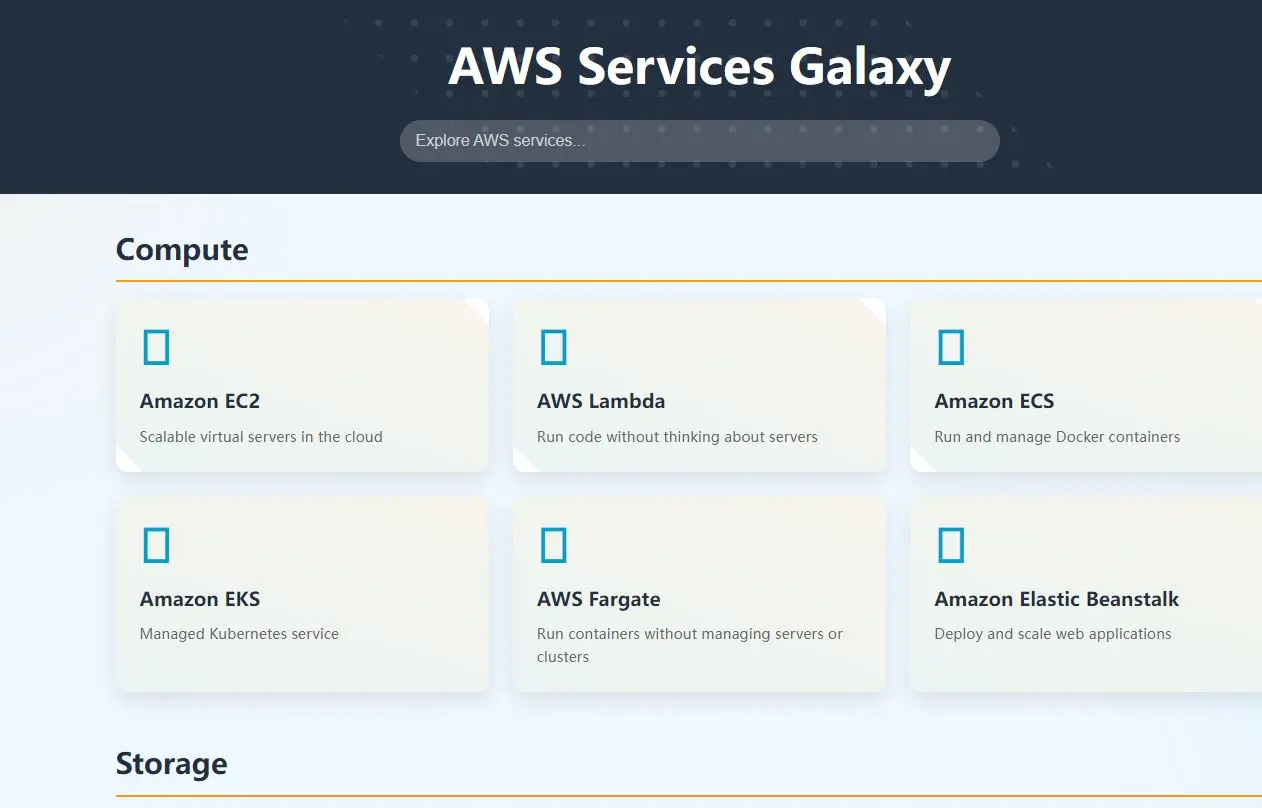 AWS Services Galaxy
Explore AWS services...
Compute
Amazon EC2
Scalable virtual servers in the cloud
AWS Lambda
Run code without thinking about servers
Amazon ECS
Run and manage Docker containers
Amazon EKS
Managed Kubernetes service
AWS Fargate
Run containers without managing servers or
clusters
Amazon Elastic Beanstalk
Deploy and scale web applications
Storage